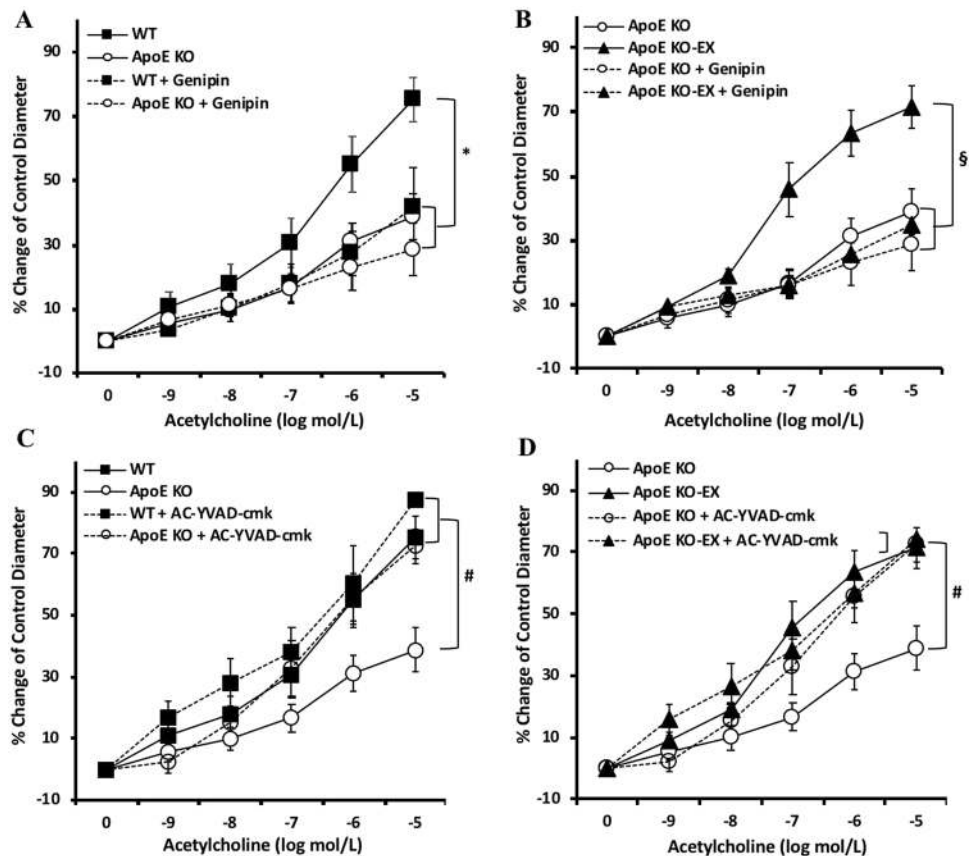 A
WT
ApoE KO
WT + Genipin
ApoE KO + Genipin
% Change of Control Diameter
90
70
50
30
10
-10
*
0 -9 -8 -7 -6 -5
Acetylcholine (log mol/L)
B
ApoE KO
ApoE KO-EX
ApoE KO + Genipin
ApoE KO-EX + Genipin
% Change of Control Diameter
90
70
50
30
10
-10
§
0 -9 -8 -7 -6 -5
Acetylcholine (log mol/L)
C
WT
ApoE KO
WT + AC-YVAD-cmk
ApoE KO + AC-YVAD-cmk
% Change of Control Diameter
90
70
50
30
10
-10
#
0 -9 -8 -7 -6 -5
Acetylcholine (log mol/L)
D
ApoE KO
ApoE KO-EX
ApoE KO + AC-YVAD-cmk
ApoE KO-EX + AC-YVAD-cmk
% Change of Control Diameter
90
70
50
30
10
-10
#
0 -9 -8 -7 -6 -5
Acetylcholine (log mol/L)